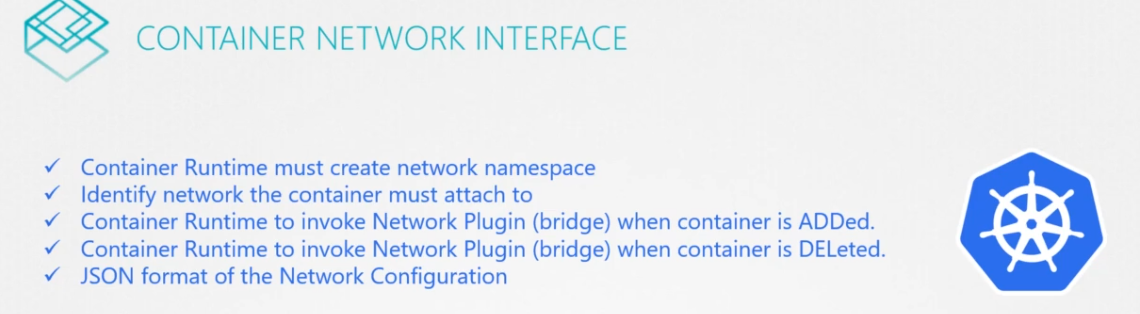 CONTAINER NETWORK INTERFACE
✓ Container Runtime must create network namespace
✓ Identify network the container must attach to
✓ Container Runtime to invoke Network Plugin (bridge) when container is ADDed.
✓ Container Runtime to invoke Network Plugin (bridge) when container is DELeted.
✓ JSON format of the Network Configuration